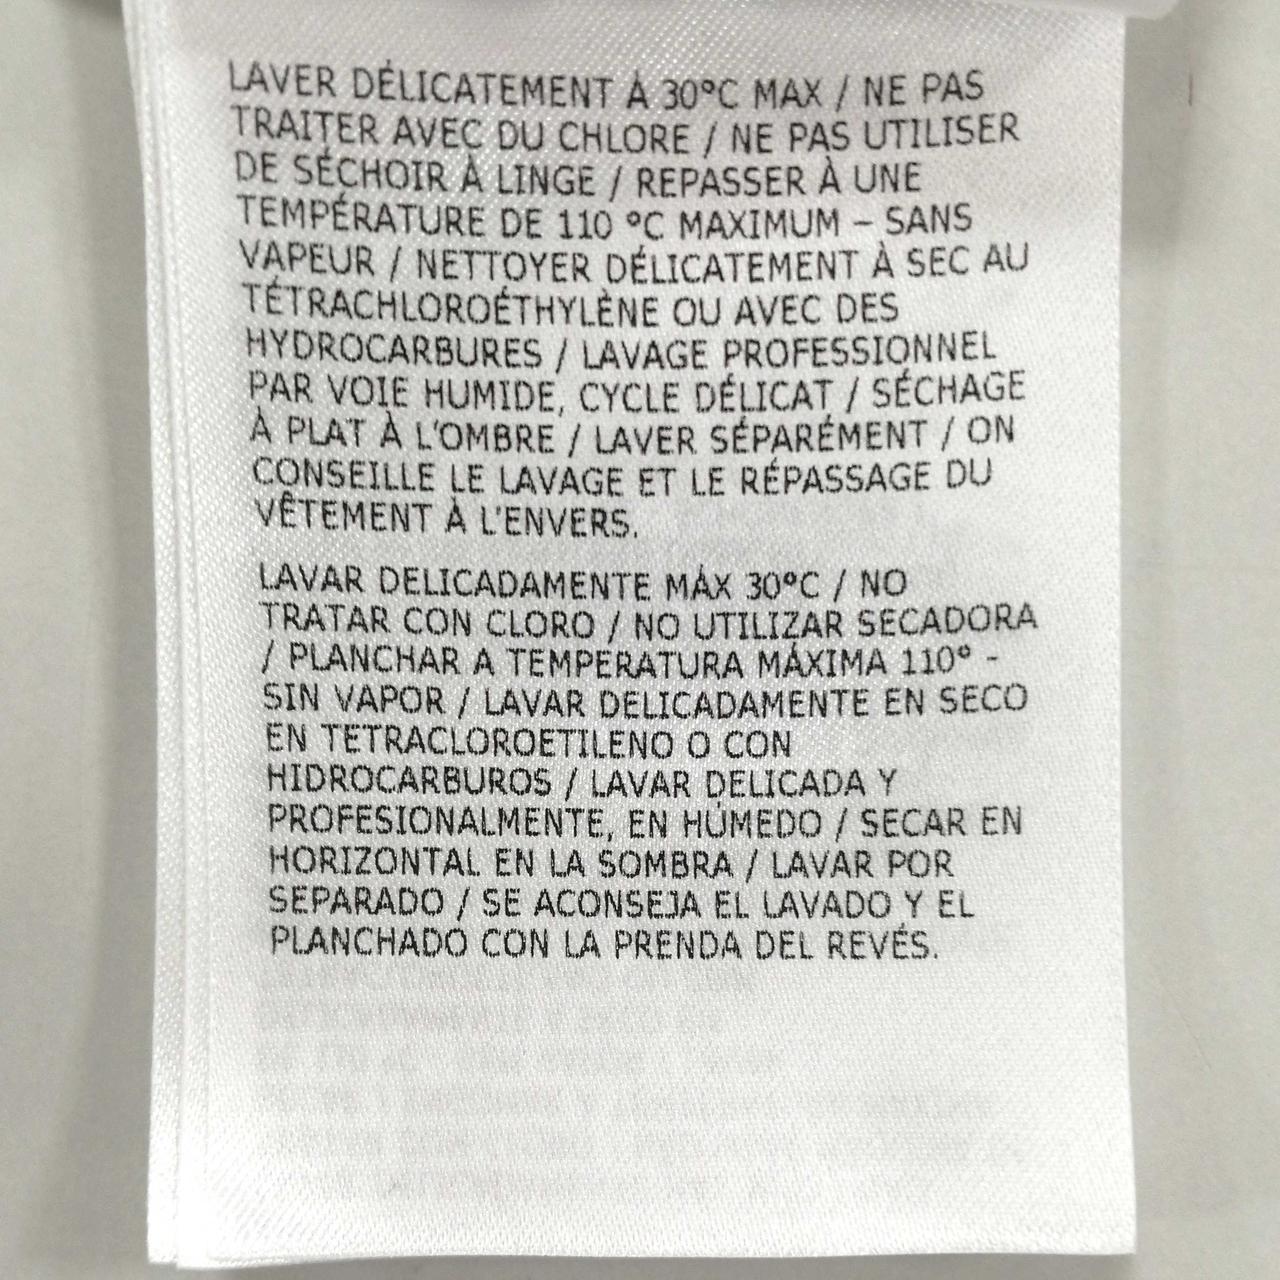 LAVER DÉLICATEMENT À 30°C MAX / NE PAS
TRAITER AVEC DU CHLORE / NE PAS UTILISER
DE SÉCHOIR À LINGE / REPASSER À UNE
TEMPÉRATURE DE 110 °C MAXIMUM – SANS
VAPEUR / NETTOYER DÉLICATEMENT À SEC AU
TÉTRACHLOROÉTHYLÈNE OU AVEC DES
HYDROCARBURES / LAVAGE PROFESSIONNEL
PAR VOIE HUMIDE, CYCLE DÉLICAT / SÉCHAGE
À PLAT À L'OMBRE / LAVER SÉPARÉMENT / ON
CONSEILLE LE LAVAGE ET LE RÉPASSAGE DU
VÊTEMENT À L'ENVERS.
LAVAR DELICADAMENTE MÁX 30°C / NO
TRATAR CON CLORO / NO UTILIZAR SECADORA
/ PLANCHAR A TEMPERATURA MÁXIMA 110° -
SIN VAPOR / LAVAR DELICADAMENTE EN SECO
EN TETRACLOROETILENO O CON
HIDROCARBUROS / LAVAR DELICADA Y
PROFESIONALMENTE, EN HÚMEDO / SECAR EN
HORIZONTAL EN LA SOMBRA / LAVAR POR
SEPARADO / SE ACONSEJA EL LAVADO Y EL
PLANCHADO CON LA PRENDA DEL REVÉS.